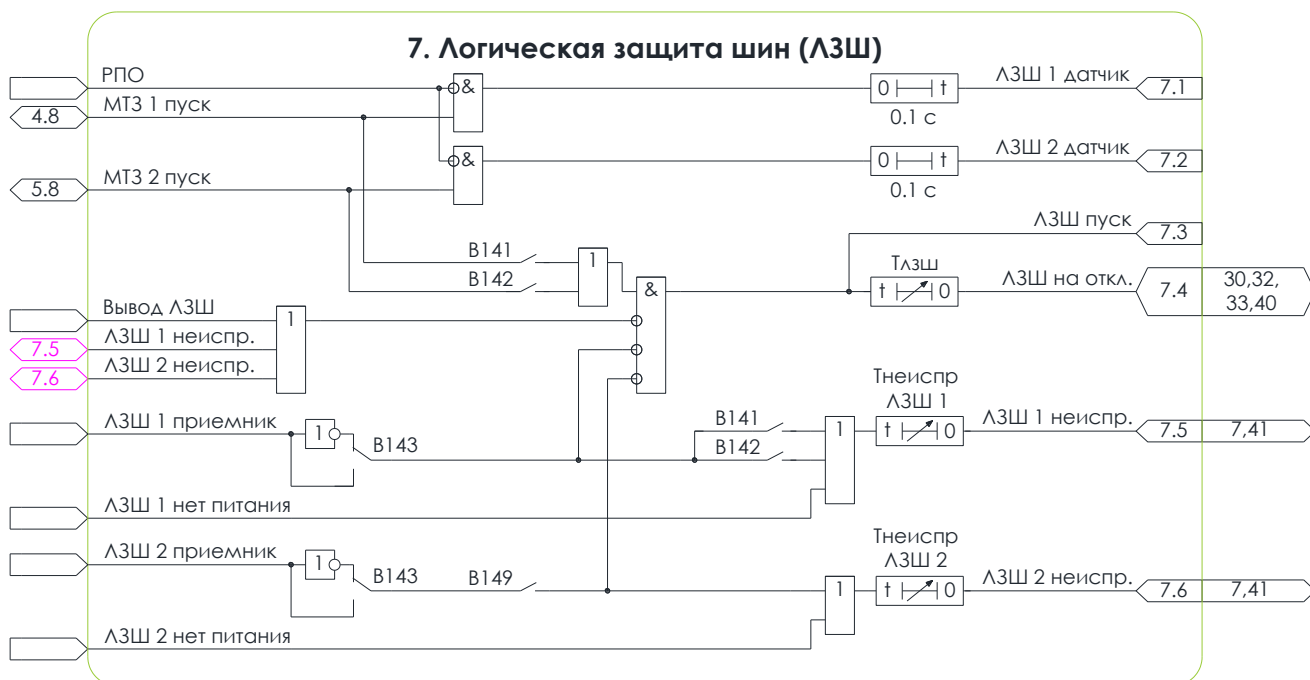 7. Логическая защита шин (ЛЗШ)
РПО
&
0 t
ЛЗШ 1 датчик
7.1
4.8
МТЗ 1 пуск
0.1 с
&
0 t
ЛЗШ 2 датчик
7.2
5.8
МТЗ 2 пуск
0.1 с
ЛЗШ пуск
7.3
В141
1
В142
&
Тлзш
t 0
ЛЗШ на откл.
7.4
30,32,
33,40
Вывод ЛЗШ
1
7.5
ЛЗШ 1 неиспр.
7.6
ЛЗШ 2 неиспр.
Тнеиспр
ЛЗШ 1
ЛЗШ 1 приемник
1
В143
В141
В142
1
t 0
ЛЗШ 1 неиспр.
7.5
7,41
ЛЗШ 1 нет питания
Тнеиспр
ЛЗШ 2
ЛЗШ 2 приемник
1
В143
В149
1
t 0
ЛЗШ 2 неиспр.
7.6
7,41
ЛЗШ 2 нет питания